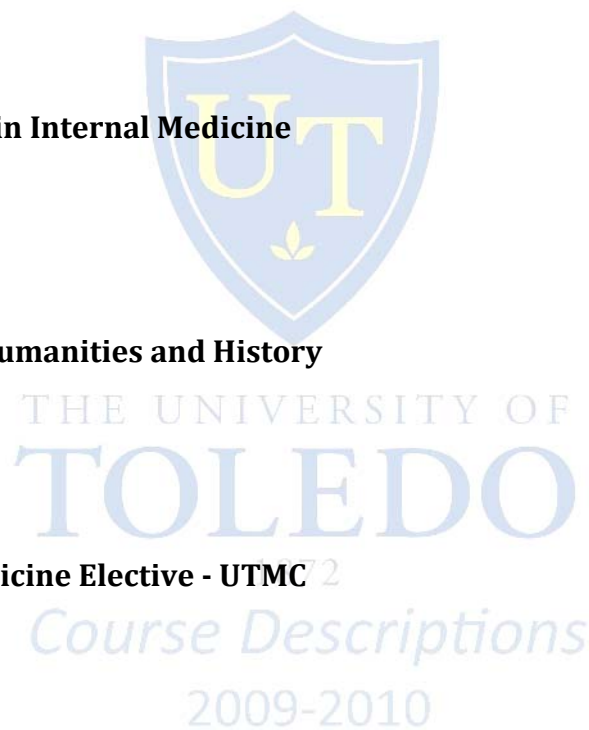 UT
in Internal Medicine
umanities and History
THE UNIVERSITY OF
TOLEDO
1872
icine Elective - UTMC
Course Descriptions
2009-2010